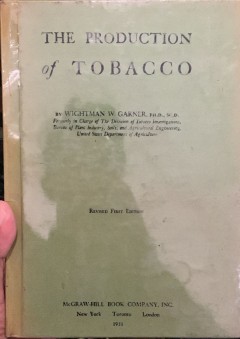 THE PRODUCTION
of TOBACCO
BY WIGHTMAN W. GARNER, PH.D., D.
Formerly in Charge of The Division of Tobacco Investigations,
Bureau of Plant Industry, Soils, and Agricultural Engineering,
United States Department of Agriculture
REVISED FIRST EDITION
McGRAW-HILL BOOK COMPANY, INC.
New York Toronto London